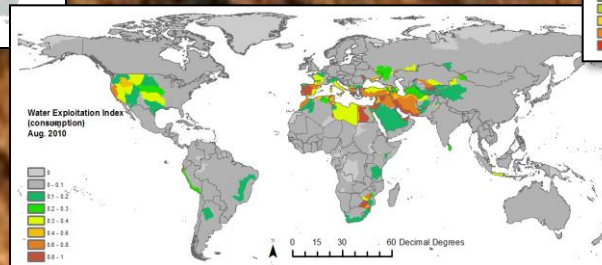 Water Exploitation Index
(consumption)
Aug. 2010
0
0 - 0.1
0.1 - 0.2
0.2 - 0.3
0.3 - 0.4
0.4 - 0.6
0.6 - 0.8
0.8 - 1
0 15 30 60 Decimal Degrees